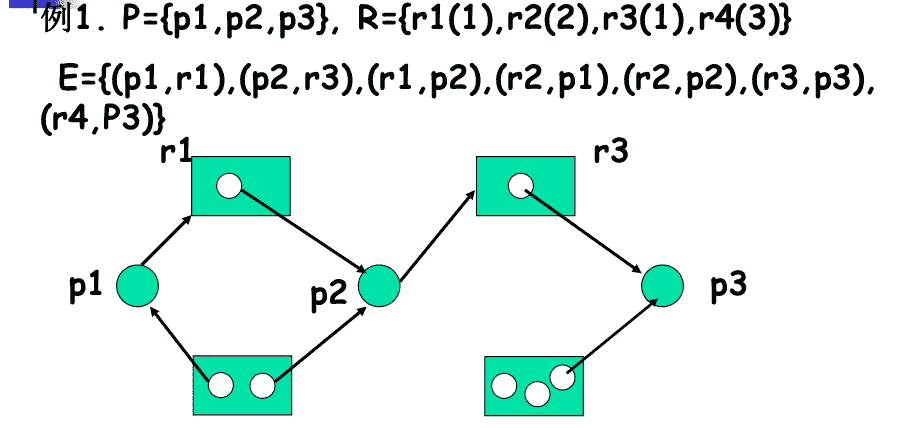 例1. P={p1,p2,p3}, R={r1(1),r2(2),r3(1),r4(3)}
E={(p1,r1),(p2,r3),(r1,p2),(r2,p1),(r2,p2),(r3,p3),
(r4,P3)}
r1
r3
p1
p2
p3